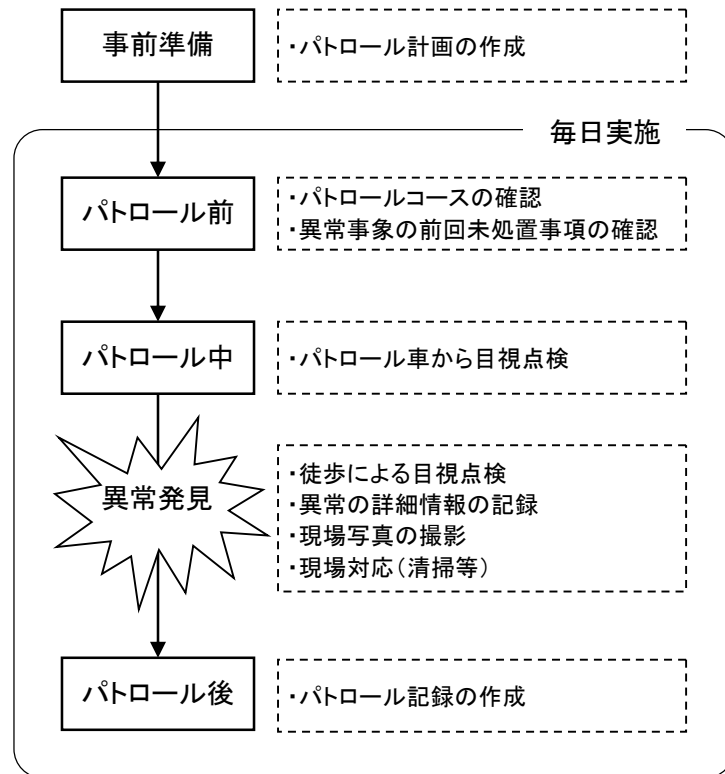 事前準備
・パトロール計画の作成
毎日実施
パトロール前
・パトロールコースの確認
・異常事象の前回未処置事項の確認
パトロール中
・パトロール車から目視点検
異常発見
・徒歩による目視点検
・異常の詳細情報の記録
・現場写真の撮影
・現場対応（清掃等）
パトロール後
・パトロール記録の作成